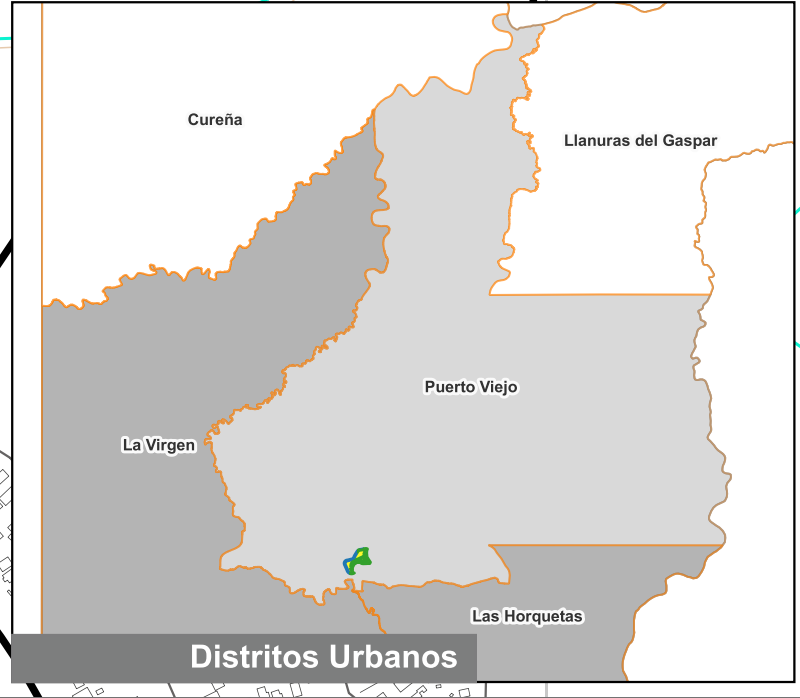 Cureña
Llanuras del Gaspar
Puerto Viejo
La Virgen
Las Horquetas
Distritos Urbanos